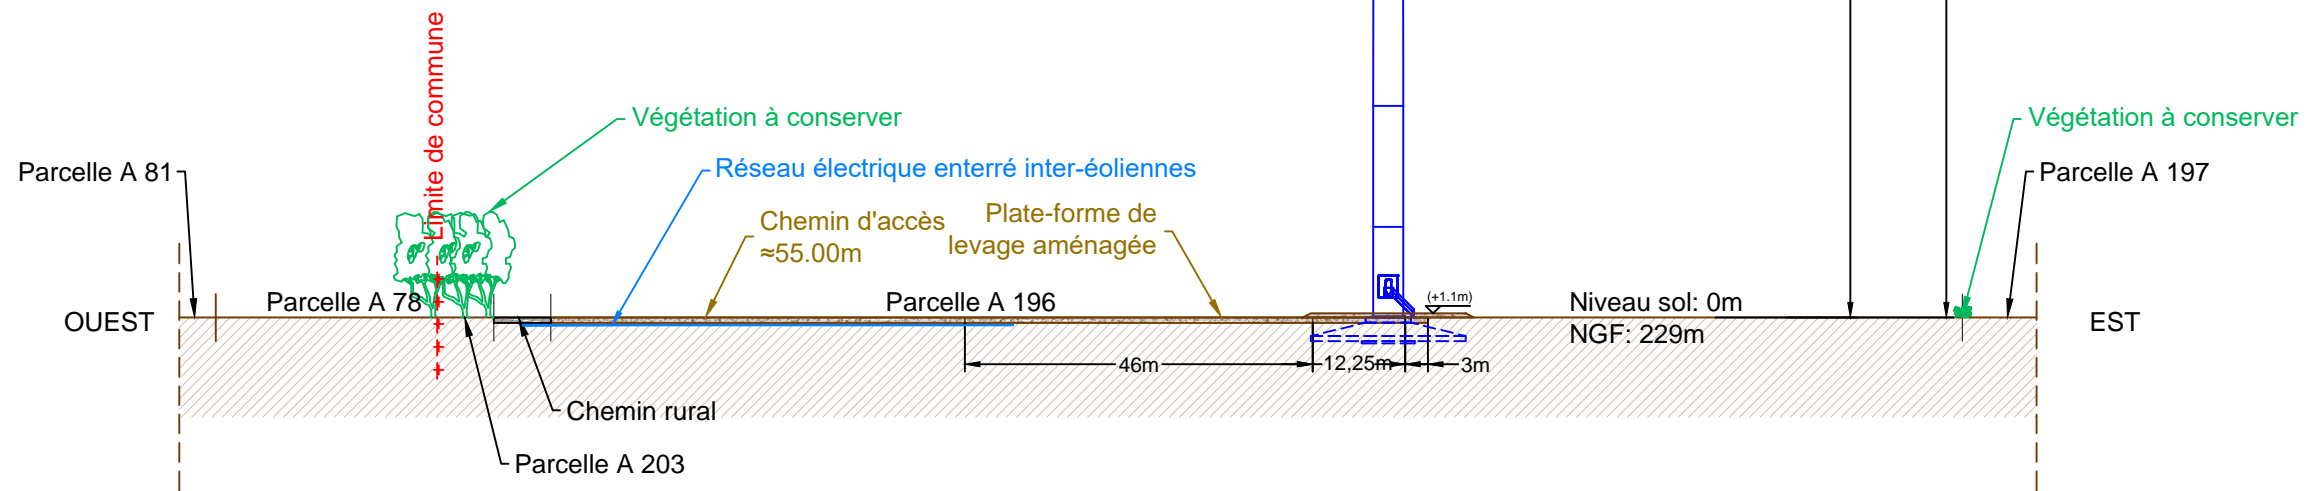 Limite de commune
Végétation à conserver
Végétation à conserver
Parcelle A 81
Réseau électrique enterré inter-éoliennes
Parcelle A 197
Chemin d'accès
≈55.00m
Plate-forme de
levage aménagée
Parcelle A 78
Parcelle A 196
(+1.1m)
Niveau sol: 0m
NGF: 229m
OUEST
EST
46m
12,25m
3m
Chemin rural
Parcelle A 203